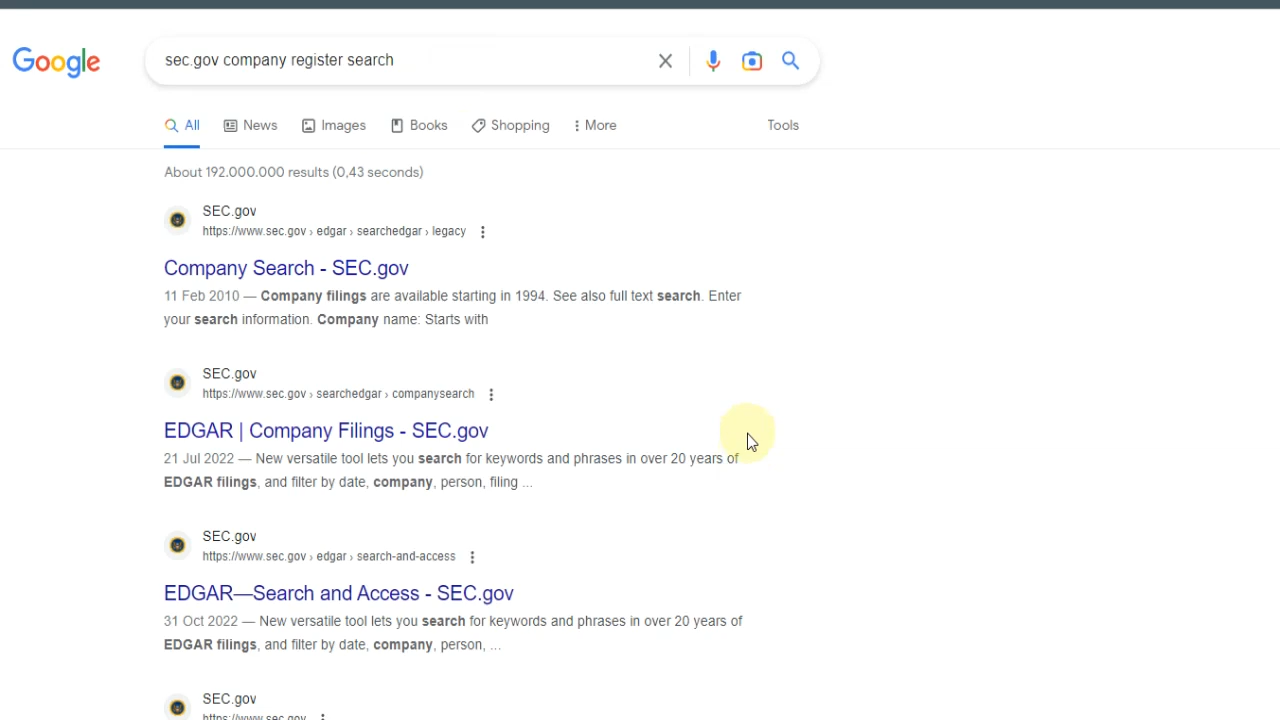 Google
sec.gov company register search
All News Images Books Shopping More Tools
About 192.000.000 results (0,43 seconds)
SEC.gov
https://www.sec.gov › edgar › searchedgar › legacy
Company Search - SEC.gov
11 Feb 2010 — Company filings are available starting in 1994. See also full text search. Enter
your search information. Company name: Starts with
SEC.gov
https://www.sec.gov › searchedgar › companysearch
EDGAR | Company Filings - SEC.gov
21 Jul 2022 — New versatile tool lets you search for keywords and phrases in over 20 years of
EDGAR filings, and filter by date, company, person, filing ...
SEC.gov
https://www.sec.gov › edgar › search-and-access
EDGAR—Search and Access - SEC.gov
31 Oct 2022 — New versatile tool lets you search for keywords and phrases in over 20 years of
EDGAR filings, and filter by date, company, person, ...
SEC.gov
https://www.sec.gov